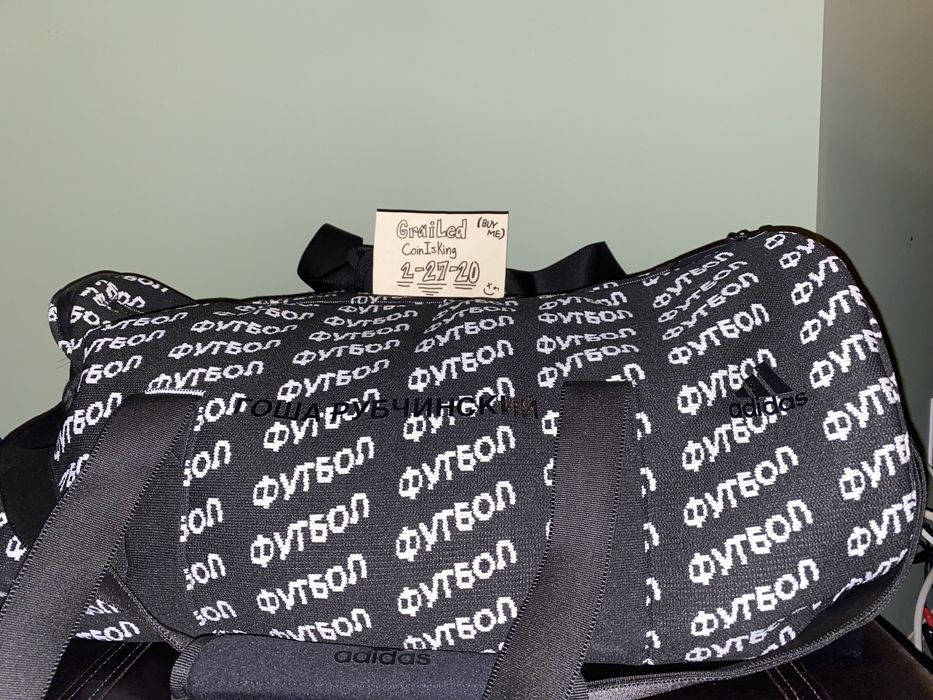 Grailed (BUY ME)
CoinIsKing
2-27-20
ФУТБОЛ
ГОША РУБЧИНСКИЙ
adidas
adidas